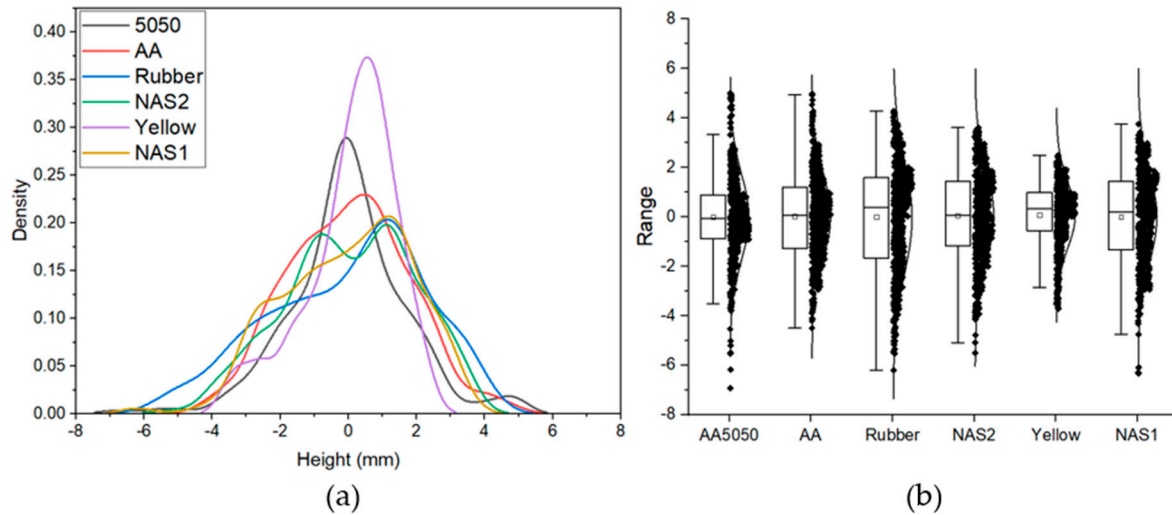 a
0.40
0.35
0.30
0.25
0.20
0.15
0.10
0.05
0.00
Density
5050
AA
Rubber
NAS2
Yellow
NAS1
-8 -6 -4 -2 0 2 4 6 8
Height (mm)
(a)
b
8
6
4
2
0
-2
-4
-6
-8
Range
AA5050 AA Rubber NAS2 Yellow NAS1
(b)